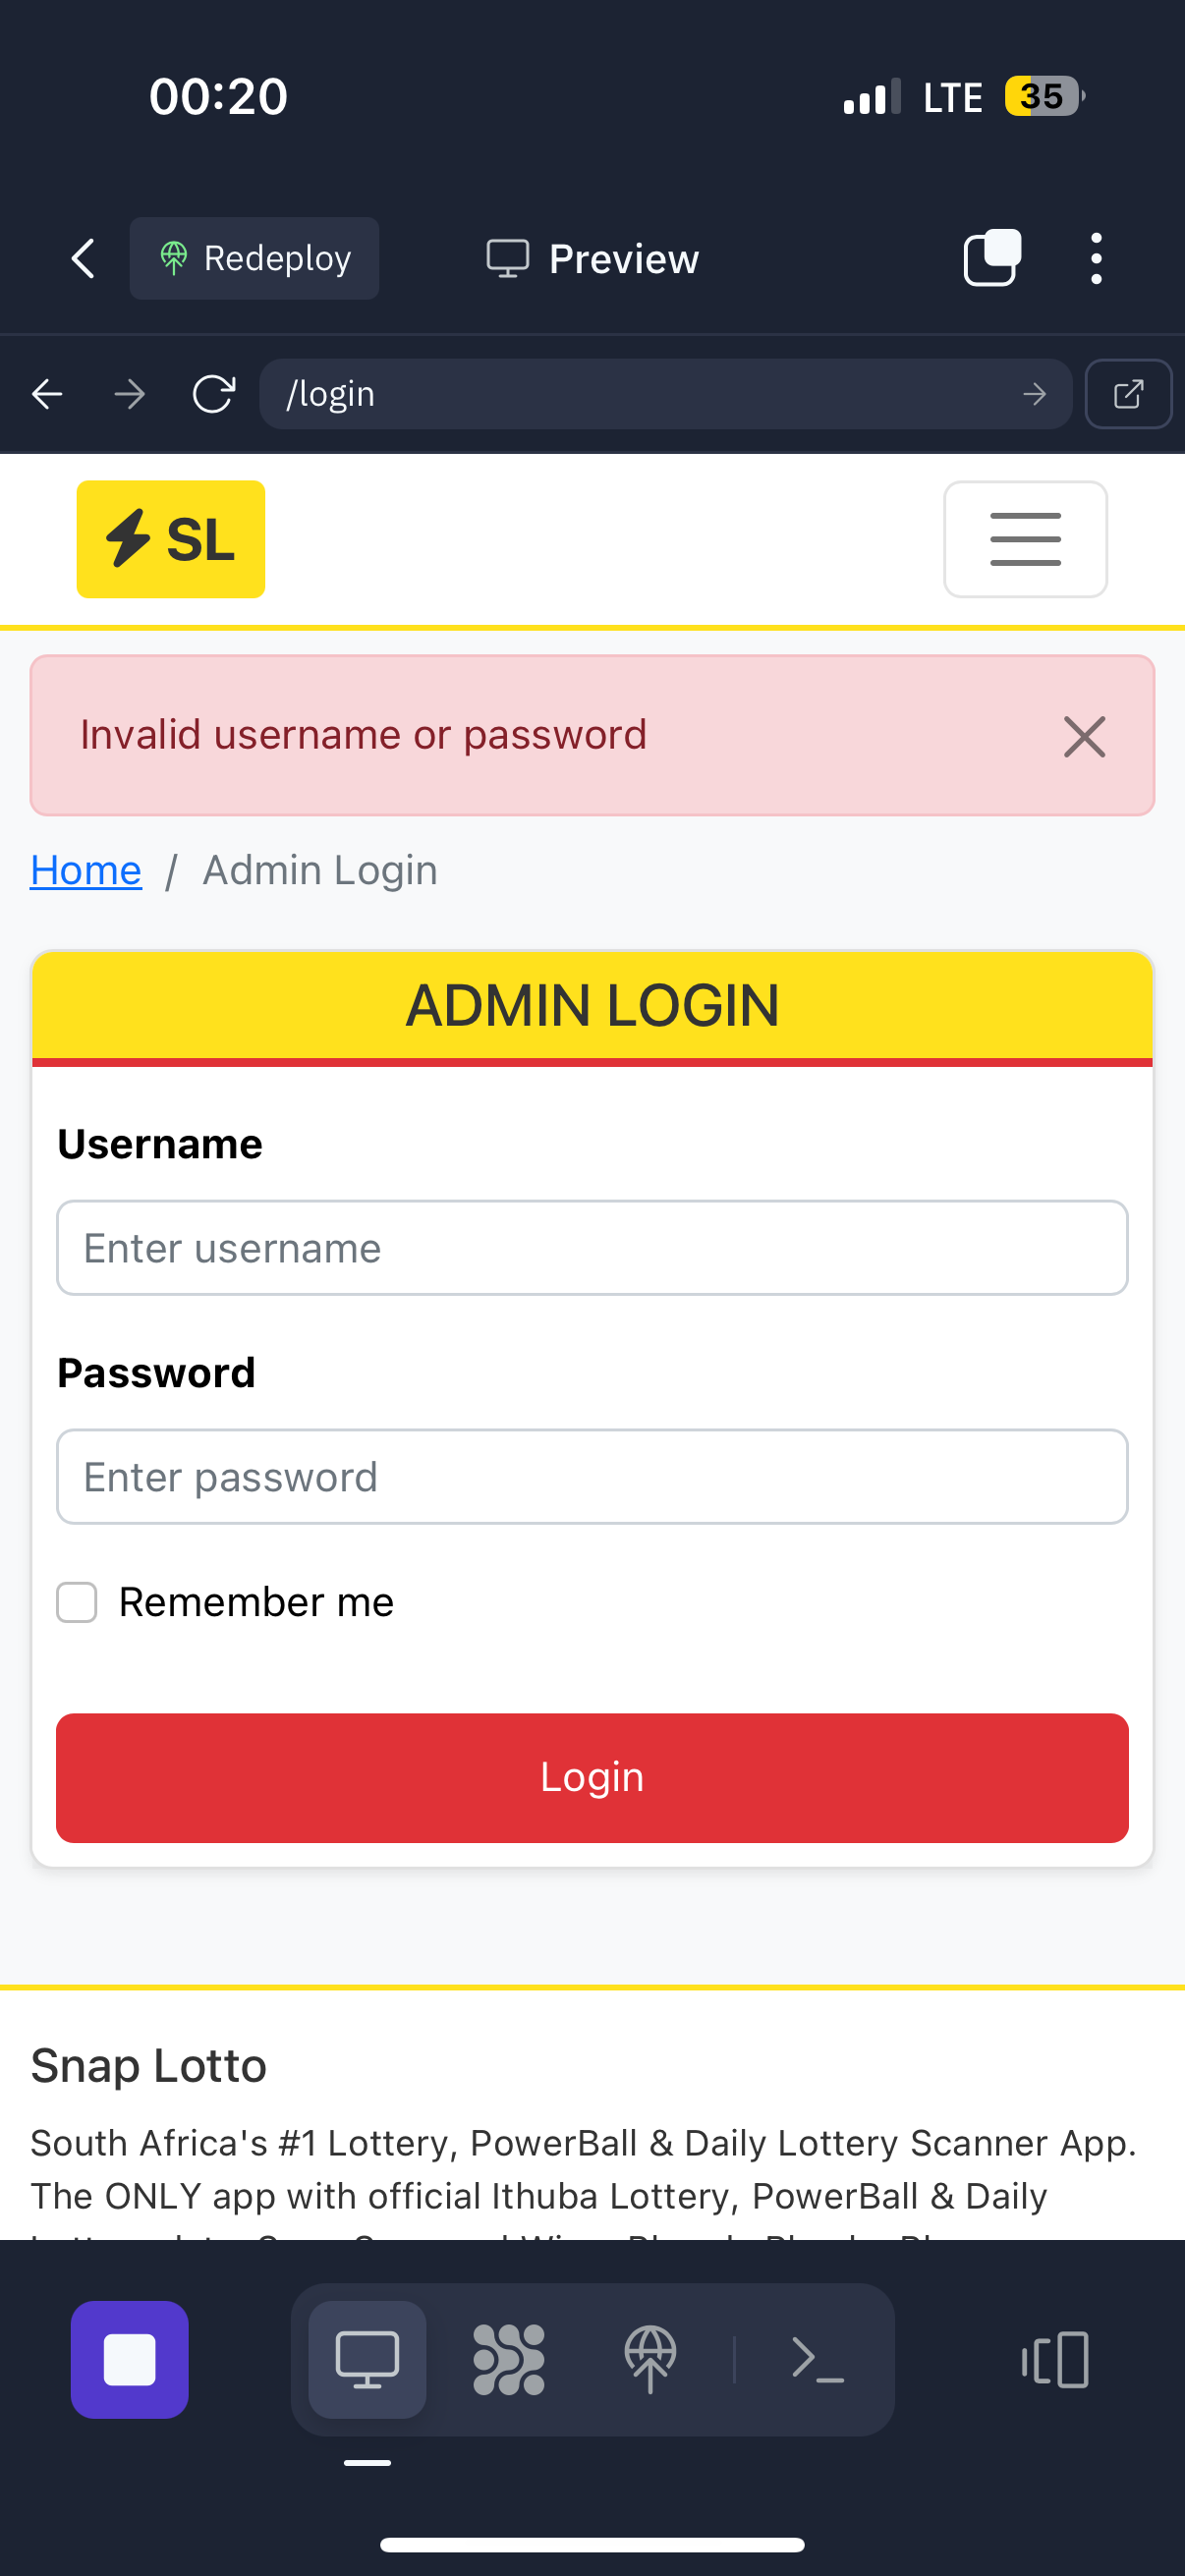 00:20
LTE 35
Redeploy
Preview
/login
SL
Invalid username or password
Home / Admin Login
ADMIN LOGIN
Username
Enter username
Password
Enter password
Remember me
Login
Snap Lotto
South Africa's #1 Lottery, PowerBall & Daily Lottery Scanner App.
The ONLY app with official Ithuba Lottery, PowerBall & Daily